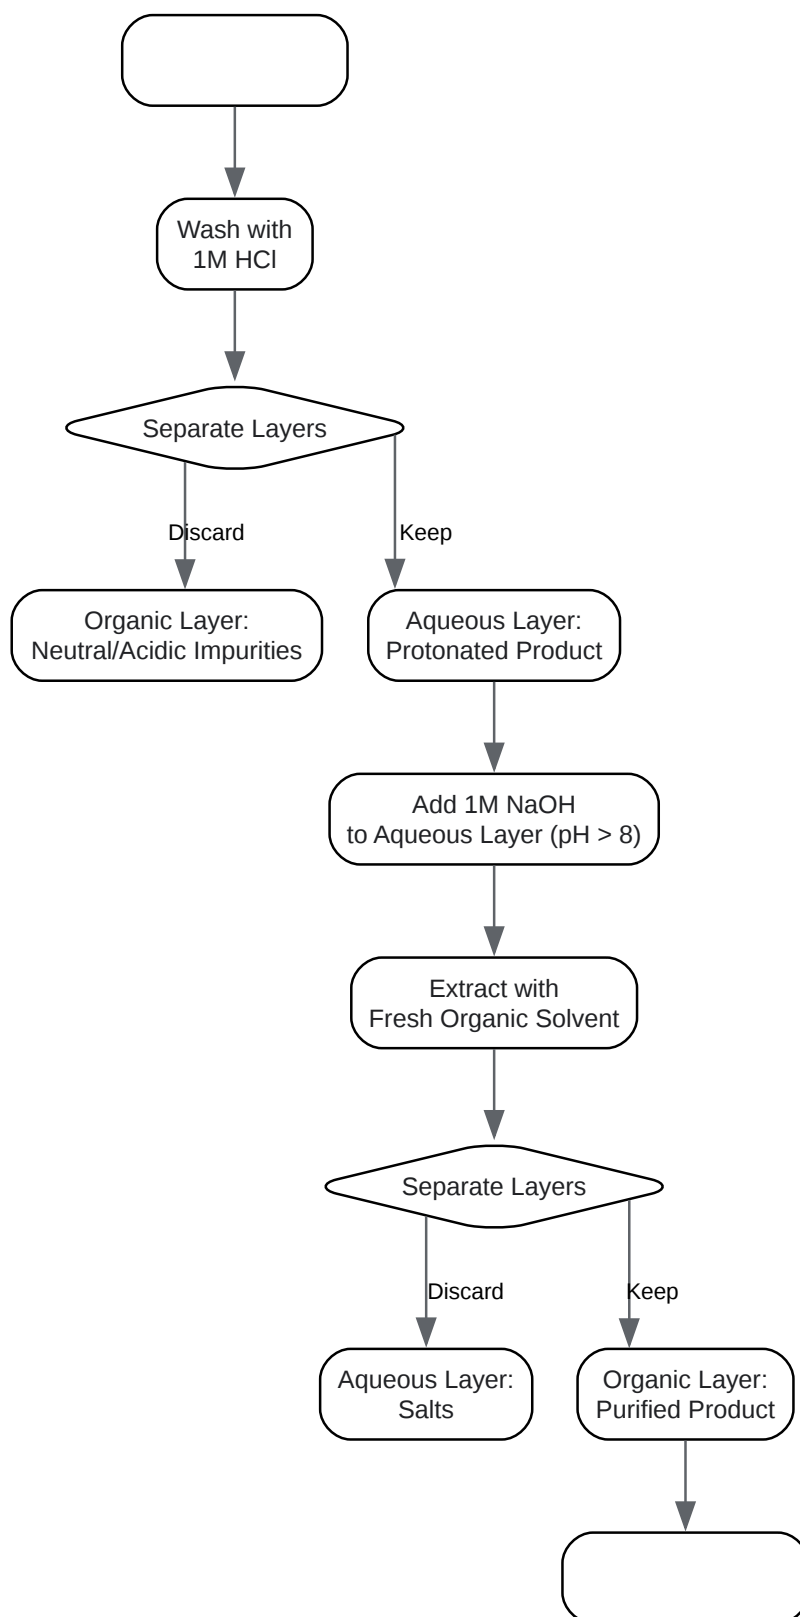 Wash with
1M HCl
Separate Layers
Discard
Keep
Organic Layer:
Neutral/Acidic Impurities
Aqueous Layer:
Protonated Product
Add 1M NaOH
to Aqueous Layer (pH > 8)
Extract with
Fresh Organic Solvent
Separate Layers
Discard
Keep
Aqueous Layer:
Salts
Organic Layer:
Purified Product